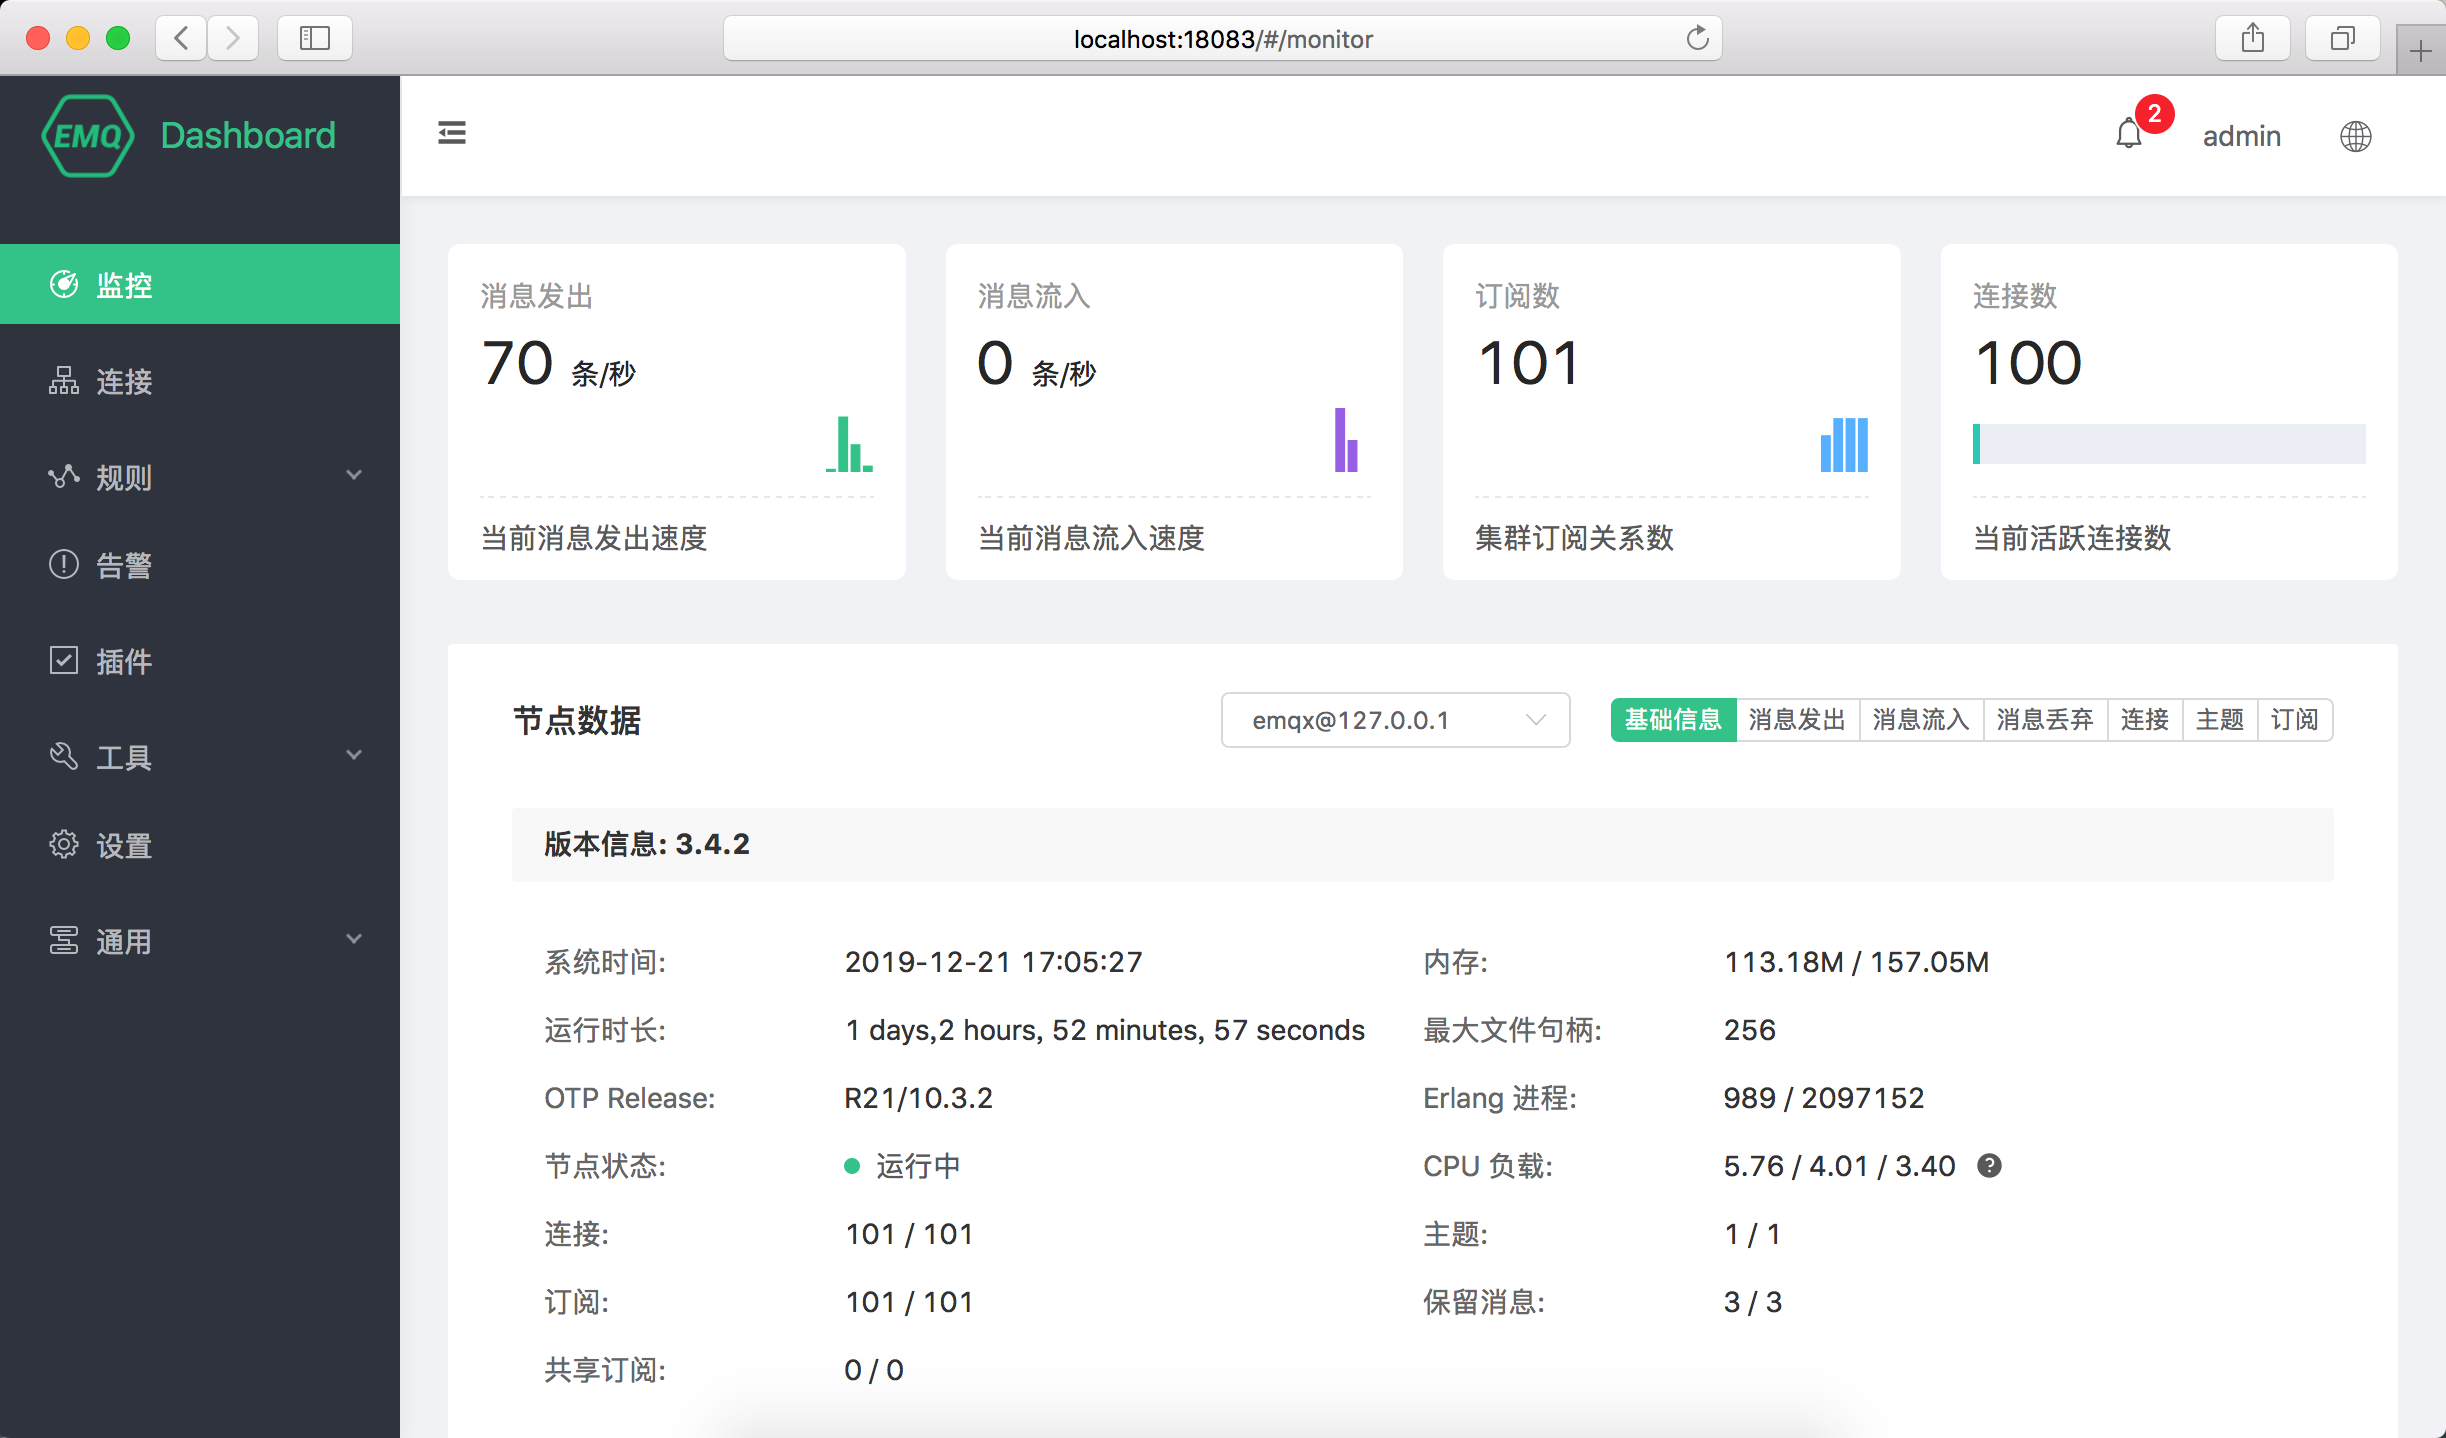 localhost:18083/#/monitor
EMQ Dashboard
2
admin
监控
连接
规则
告警
插件
工具
设置
通用
消息发出
70 条/秒
当前消息发出速度
消息流入
0 条/秒
当前消息流入速度
订阅数
101
集群订阅关系数
连接数
100
当前活跃连接数
节点数据
emqx@127.0.0.1
基础信息 消息发出 消息流入 消息丢弃 连接 主题 订阅
版本信息: 3.4.2
系统时间: 2019-12-21 17:05:27 内存: 113.18M / 157.05M
运行时长: 1 days,2 hours, 52 minutes, 57 seconds 最大文件句柄: 256
OTP Release: R21/10.3.2 Erlang 进程: 989 / 2097152
节点状态: 运行中 CPU 负载: 5.76 / 4.01 / 3.40 ?
连接: 101 / 101 主题: 1 / 1
订阅: 101 / 101 保留消息: 3 / 3
共享订阅: 0 / 0